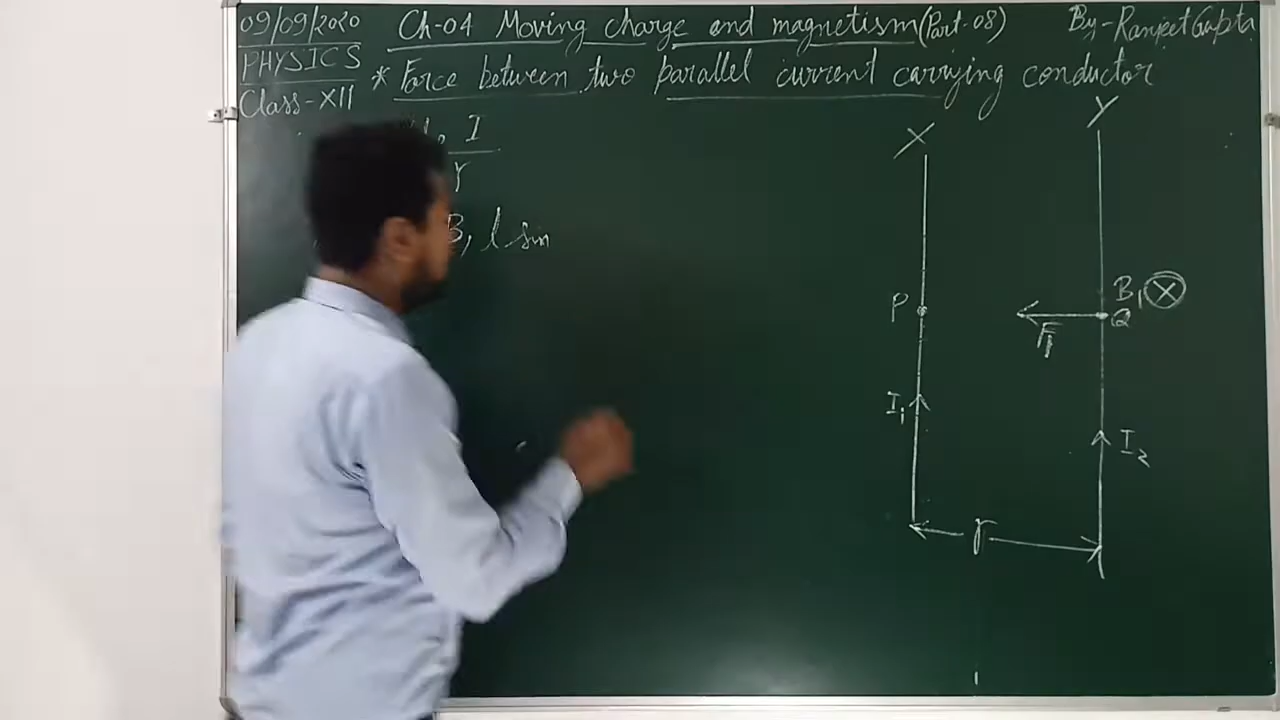 09/09/2020 Ch-04 Moving charge and magnetism (Part-08) By-Ranjeet Gupta
PHYSICS * Force between two parallel current carrying conductor
Class-XII
I
r
B₁ l sin
X
Y
P
B₁ ⊗
Q
F₁
I₁
I₂
r